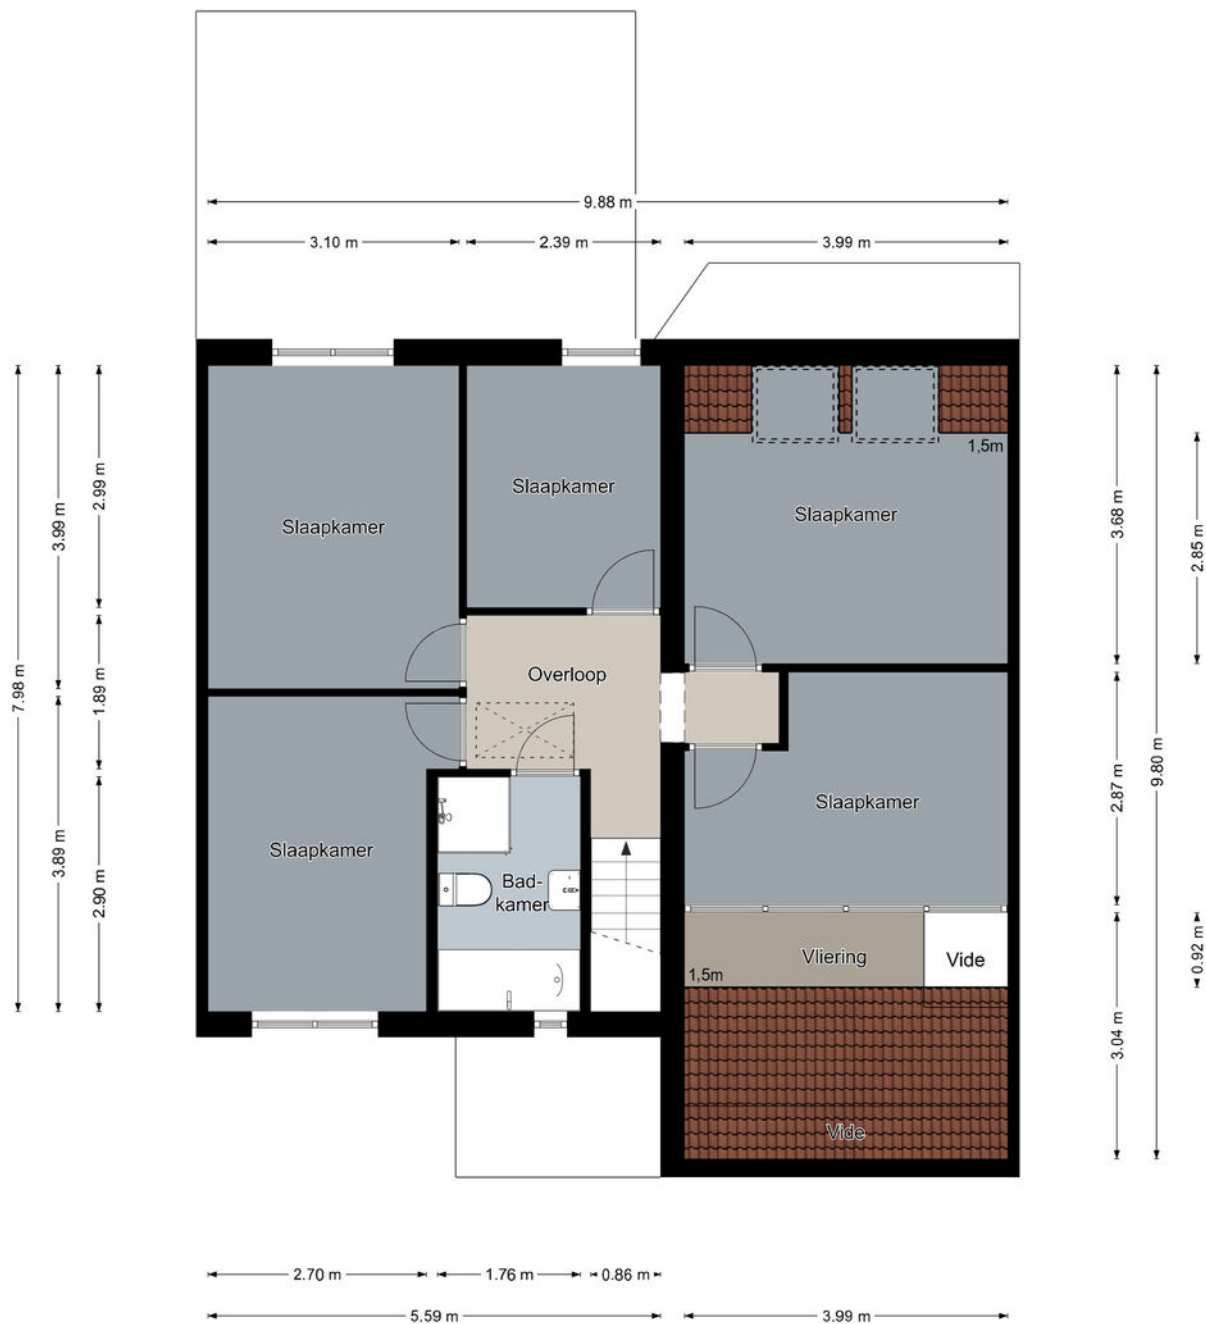 9.88 m
3.10 m
2.39 m
3.99 m
7.98 m
3.99 m
3.89 m
2.99 m
1.89 m
2.90 m
Slaapkamer
Slaapkamer
Slaapkamer
1,5m
Overloop
Slaapkamer
Slaapkamer
Bad-
kamer
Vliering
Vide
1,5m
Vide
3.68 m
2.87 m
3.04 m
9.80 m
2.85 m
0.92 m
2.70 m
1.76 m
0.86 m
5.59 m
3.99 m